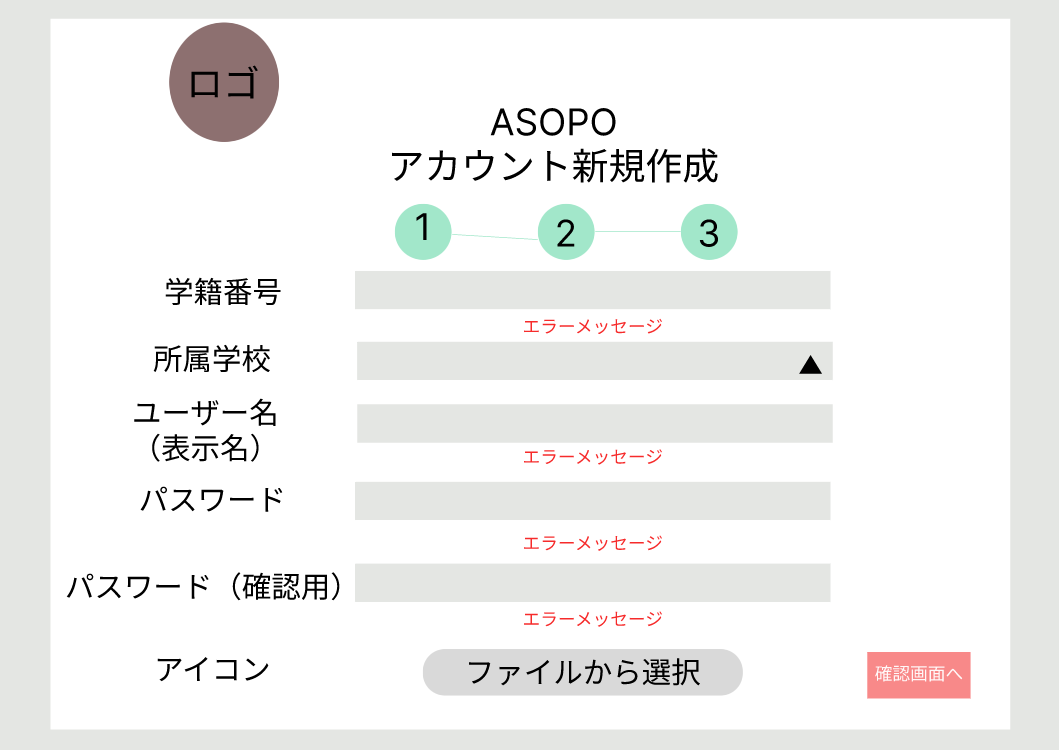 ロゴ
ASOPO
アカウント新規作成
1 2 3
学籍番号
エラーメッセージ
所属学校 ▲
ユーザー名
（表示名）
エラーメッセージ
パスワード
エラーメッセージ
パスワード（確認用）
エラーメッセージ
アイコン ファイルから選択
確認画面へ